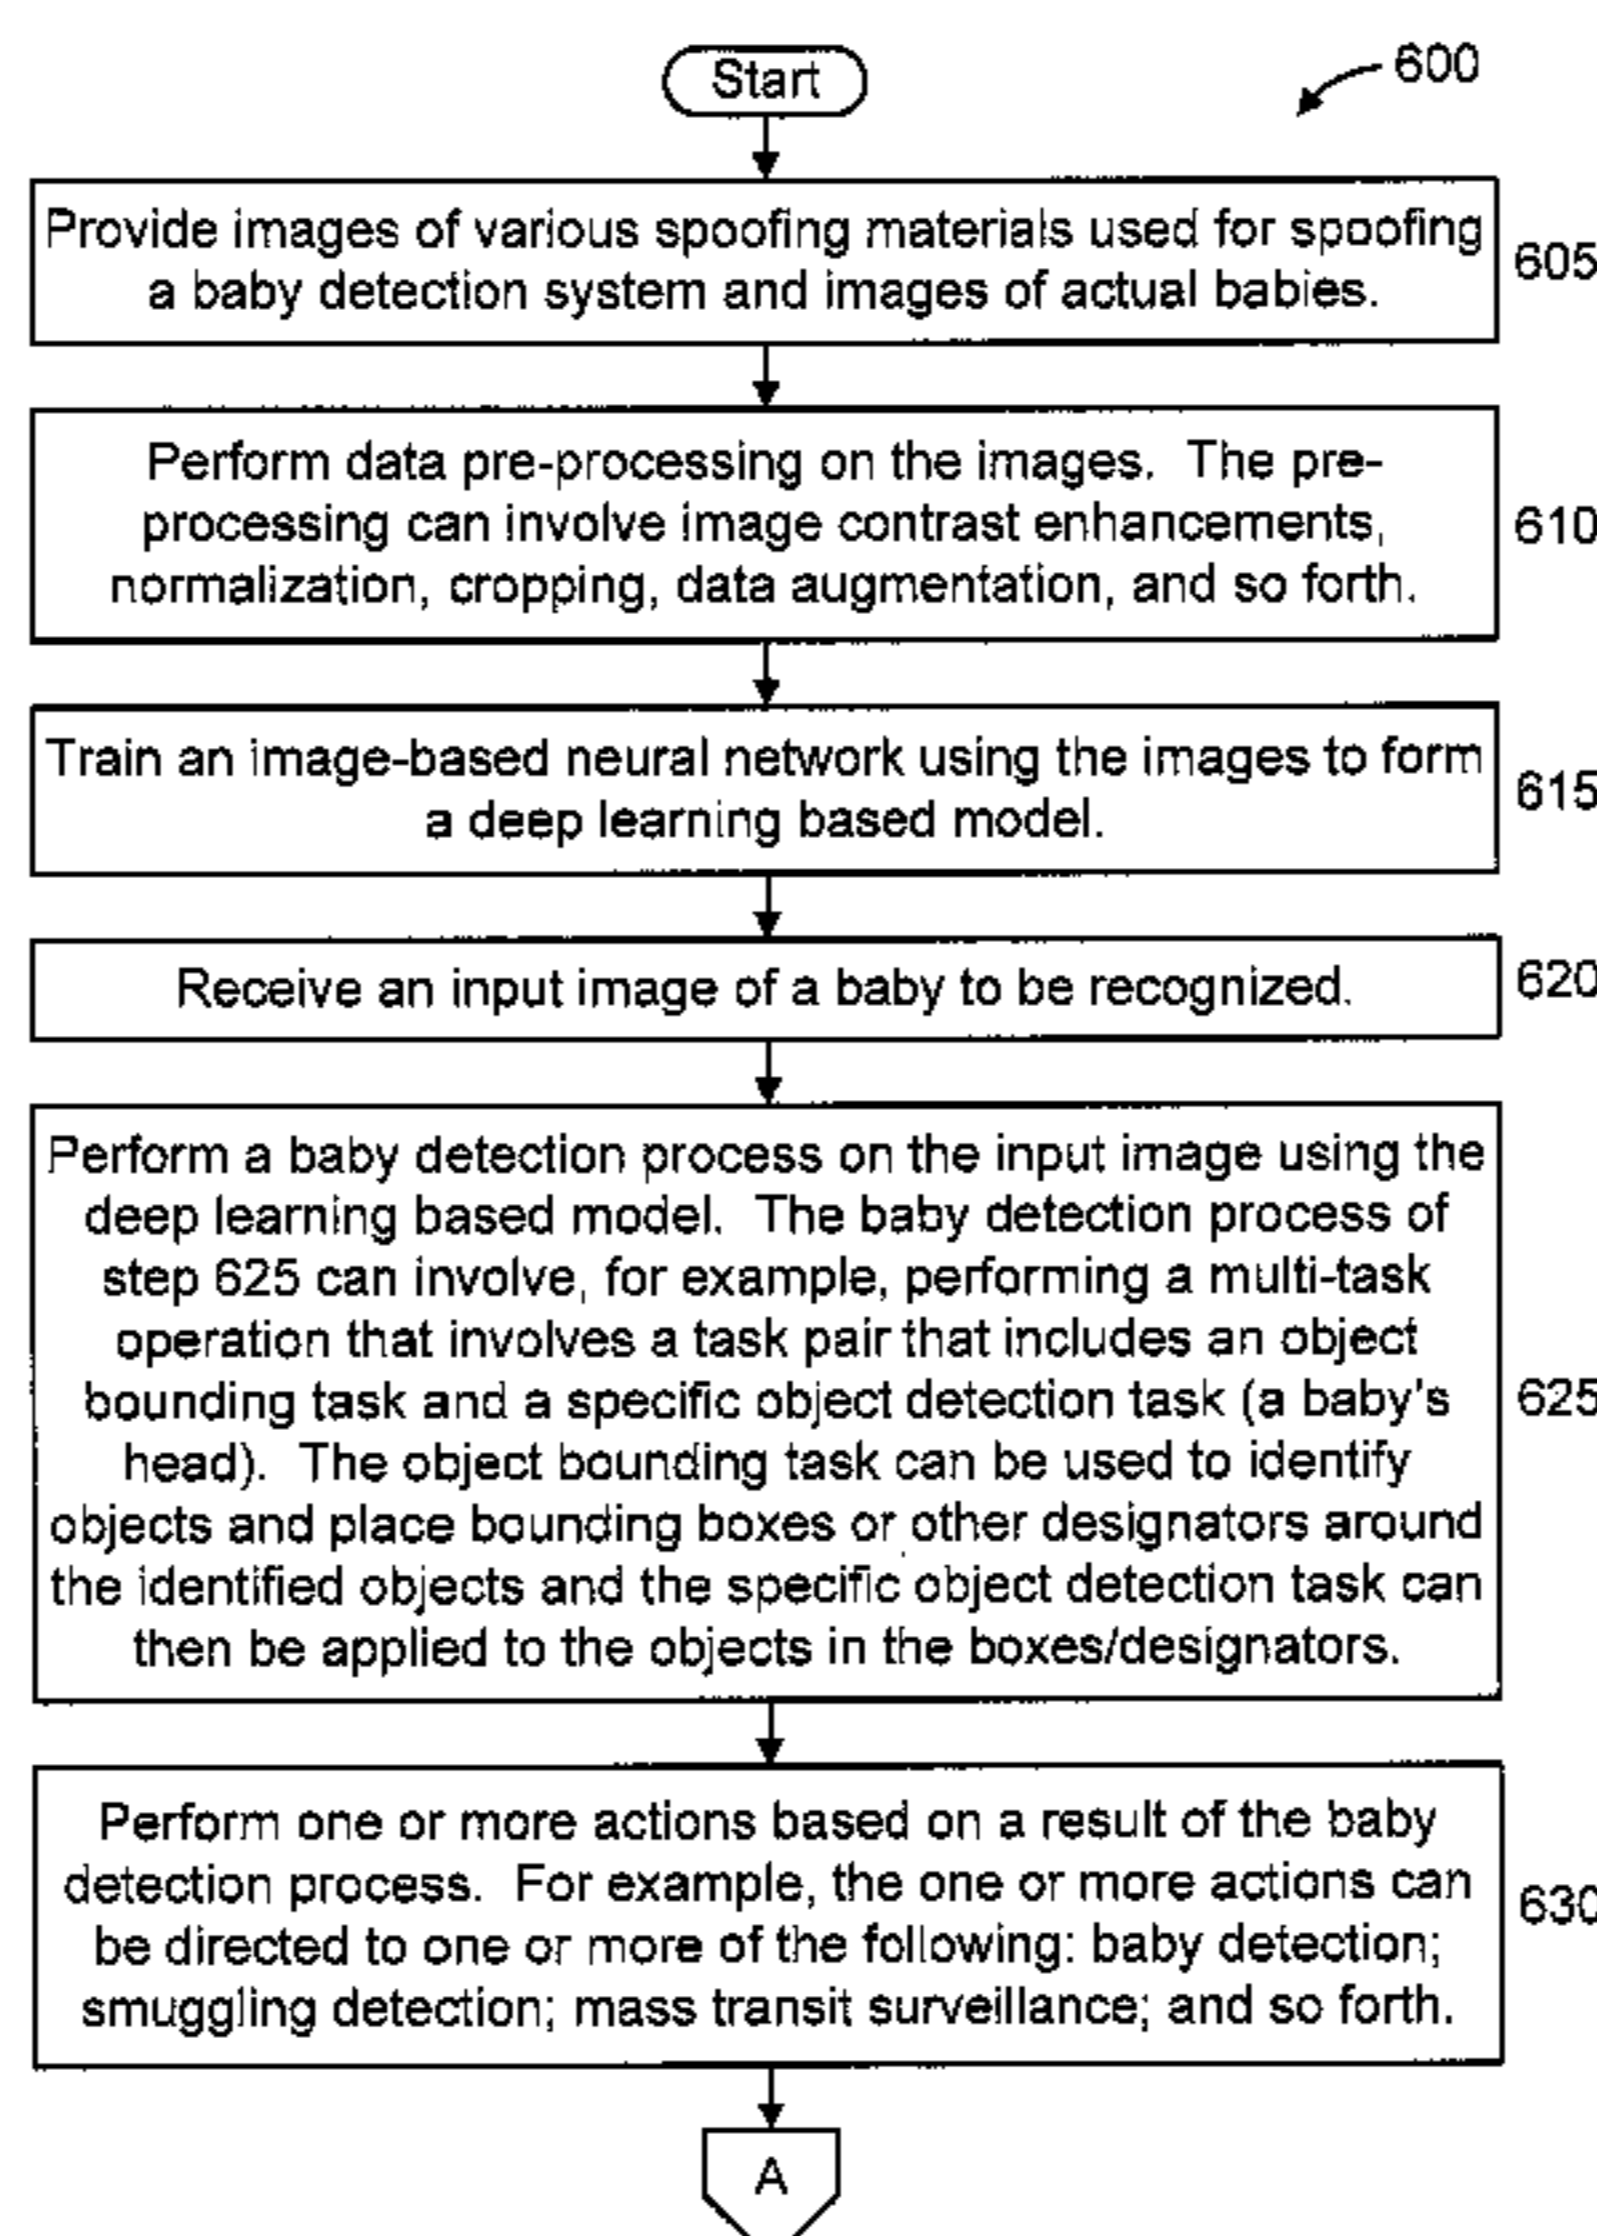 Start
600
Provide images of various spoofing materials used for spoofing
a baby detection system and images of actual babies.
605
Perform data pre-processing on the images. The pre-
processing can involve image contrast enhancements,
normalization, cropping, data augmentation, and so forth.
610
Train an image-based neural network using the images to form
a deep learning based model.
615
Receive an input image of a baby to be recognized.
620
Perform a baby detection process on the input image using the
deep learning based model. The baby detection process of
step 625 can involve, for example, performing a multi-task
operation that involves a task pair that includes an object
bounding task and a specific object detection task (a baby's
head). The object bounding task can be used to identify
objects and place bounding boxes or other designators around
the identified objects and the specific object detection task can
then be applied to the objects in the boxes/designators.
625
Perform one or more actions based on a result of the baby
detection process. For example, the one or more actions can
be directed to one or more of the following: baby detection;
smuggling detection; mass transit surveillance; and so forth.
630
A